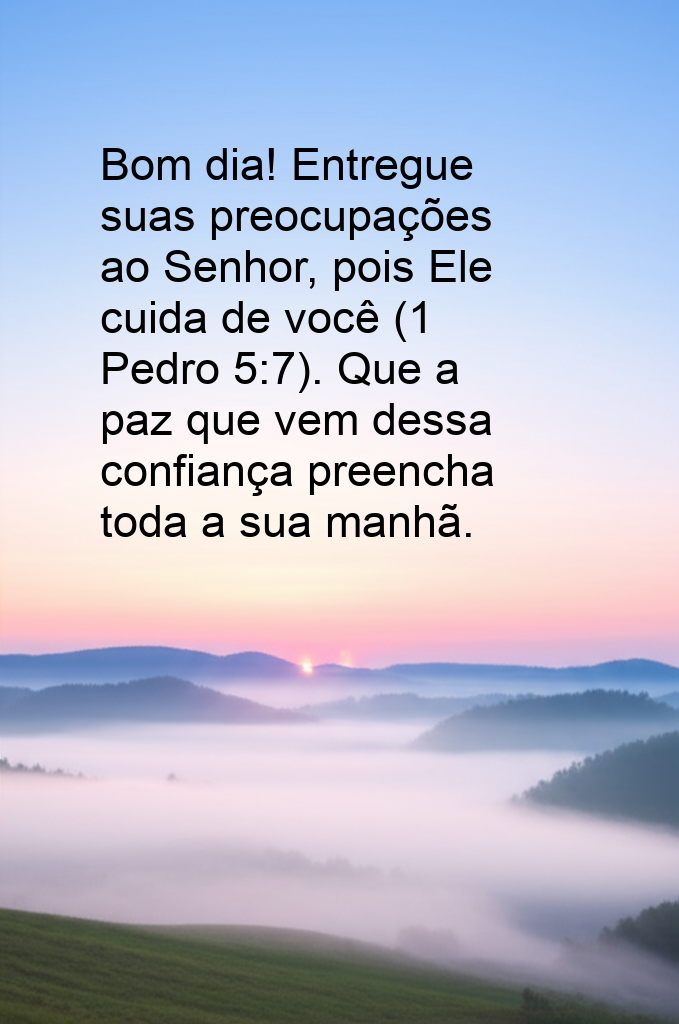 Bom dia! Entregue
suas preocupações
ao Senhor, pois Ele
cuida de você (1
Pedro 5:7). Que a
paz que vem dessa
confiança preencha
toda a sua manhã.